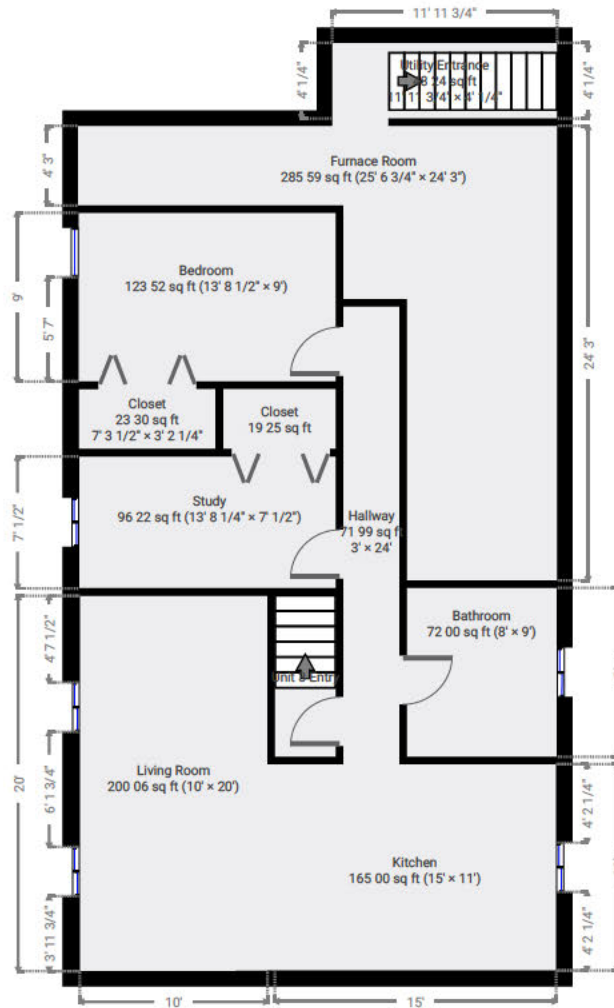 11' 11 3/4"
4' 1/4"
4' 1/4"
Utility Entrance
11' 11 3/4" × 4' 1/4"
4' 3"
Furnace Room
285 59 sq ft (25' 6 3/4" × 24' 3")
9'
5' 7"
Bedroom
123 52 sq ft (13' 8 1/2" × 9')
24' 3"
Closet
23 30 sq ft
7' 3 1/2" × 3' 2 1/4"
Closet
19 25 sq ft
7' 1/2"
Study
96 22 sq ft (13' 8 1/4" × 7' 1/2")
Hallway
71 99 sq ft
3' × 24'
4' 7 1/2"
Bathroom
72 00 sq ft (8' × 9')
Entry
20'
6' 1 3/4"
Living Room
200 06 sq ft (10' × 20')
4' 2 1/4"
Kitchen
165 00 sq ft (15' × 11')
3' 11 3/4"
4' 2 1/4"
10'
15'